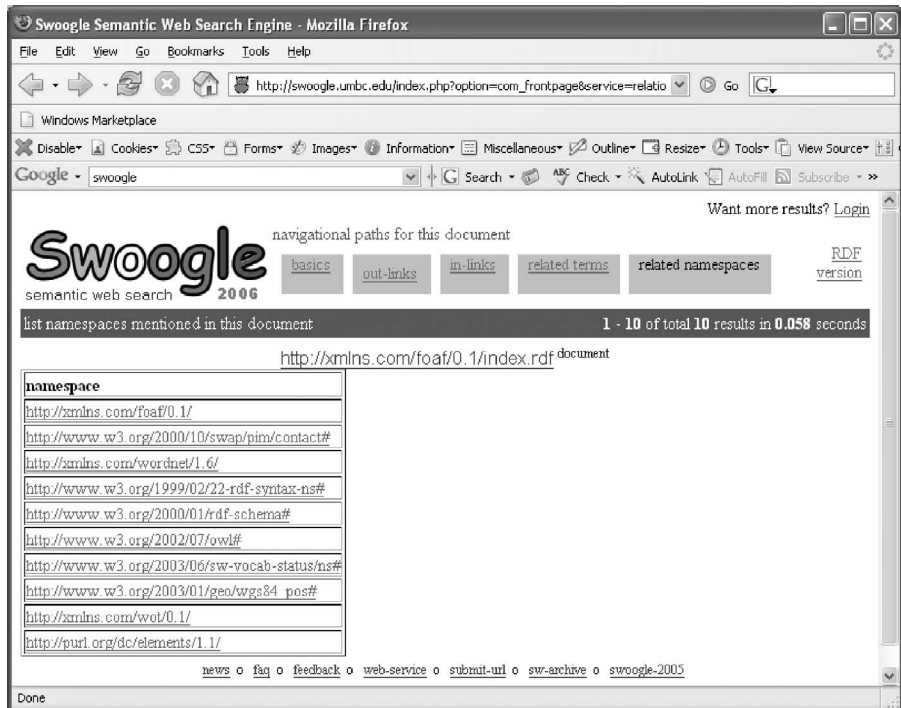 Swoogle Semantic Web Search Engine - Mozilla Firefox
File Edit View Go Bookmarks Tools Help
http://swoogle.umbc.edu/index.php?option=com_frontpage&service=relatio Go G
Windows Marketplace
Disable Cookies CSS Forms Images Information Miscellaneous Outline Resize Tools View Source
Google swoogle G Search ABC Check AutoLink AutoFill Subscribe »
Want more results? Login
navigational paths for this document
Swoogle
semantic web search 2006
basics out-links in-links related terms related namespaces
RDF
version
list namespaces mentioned in this document 1 - 10 of total 10 results in 0.058 seconds
http://xmlns.com/foaf/0.1/index.rdf document
namespace
http://xmlns.com/foaf/0.1/
http://www.w3.org/2000/10/swap/pim/contact#
http://xmlns.com/wordnet/1.6/
http://www.w3.org/1999/02/22-rdf-syntax-ns#
http://www.w3.org/2000/01/rdf-schema#
http://www.w3.org/2002/07/owl#
http://www.w3.org/2003/06/sw-vocab-status/ns#
http://www.w3.org/2003/01/geo/wgs84_pos#
http://xmlns.com/wot/0.1/
http://purl.org/dc/elements/1.1/
news o faq o feedback o web-service o submit-url o sw-archive o swoogle-2005
Done